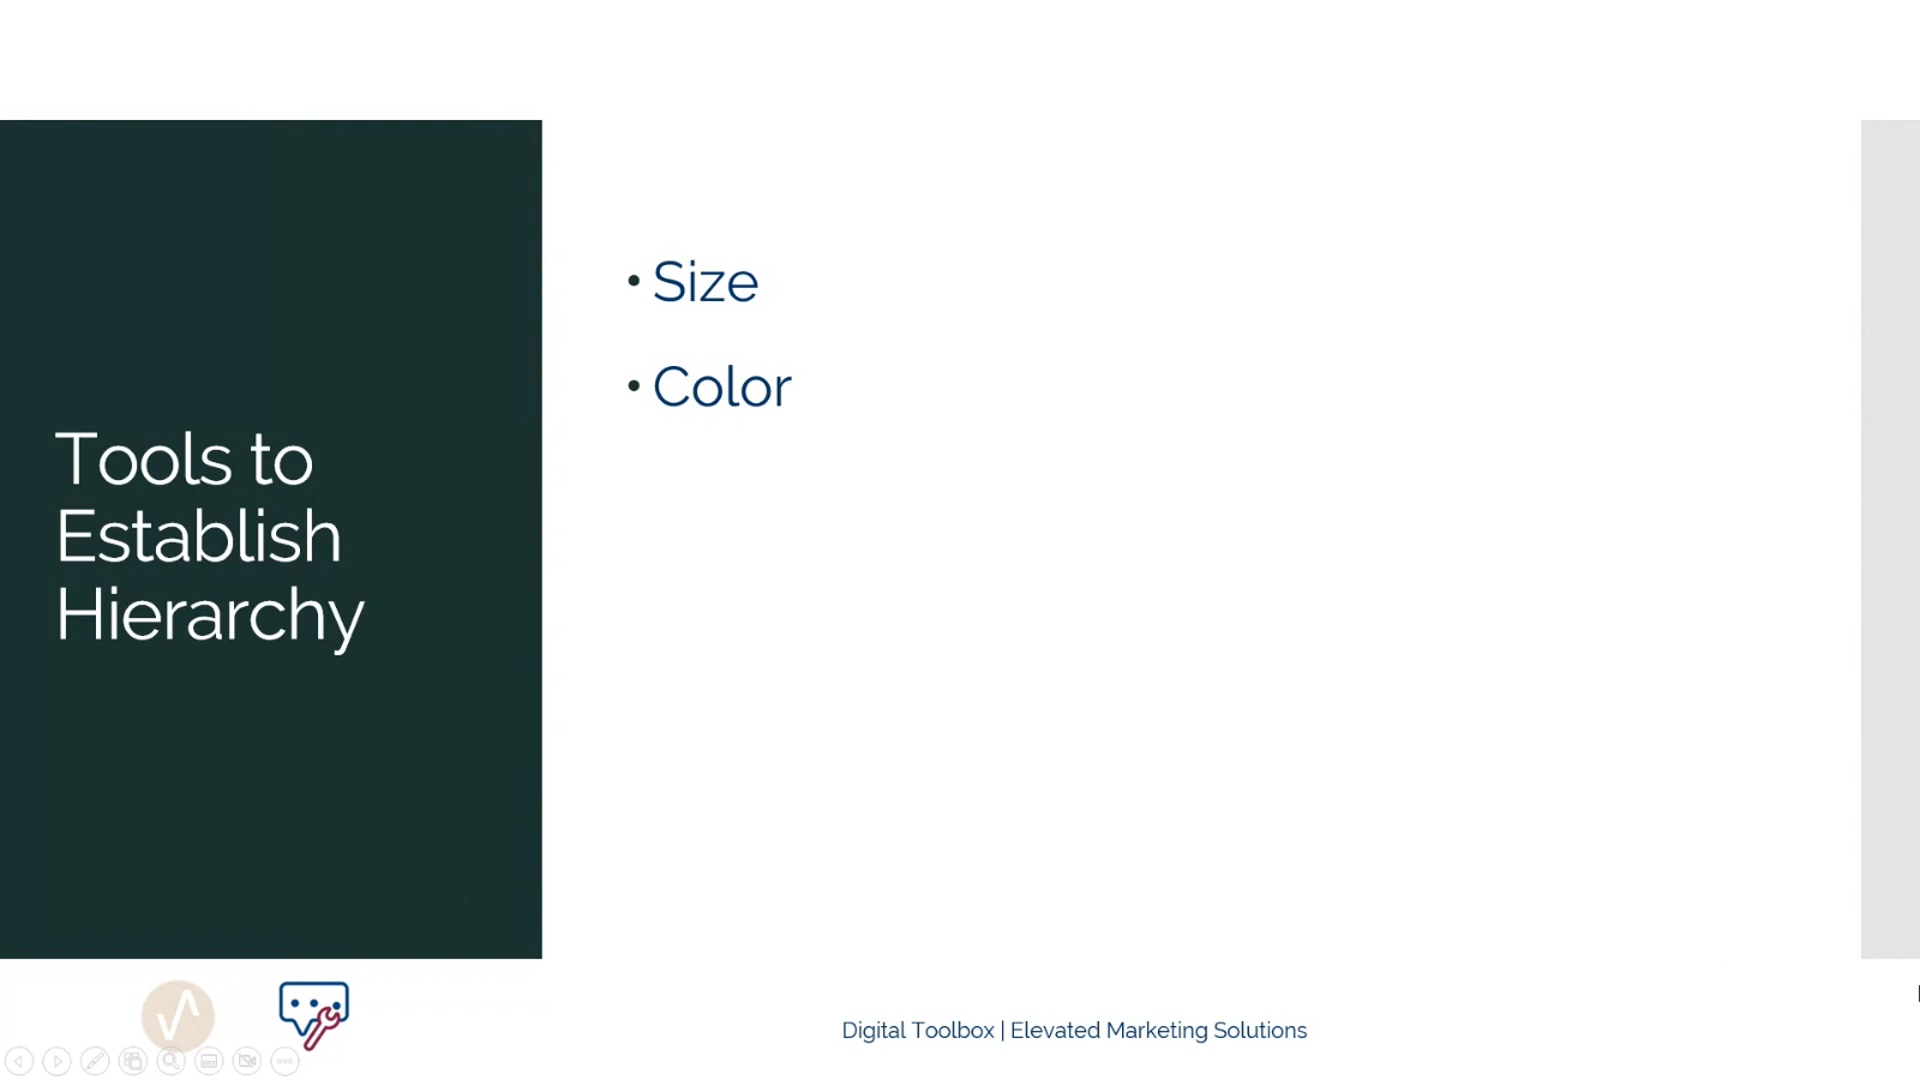 Tools to
Establish
Hierarchy
• Size
• Color
Digital Toolbox | Elevated Marketing Solutions